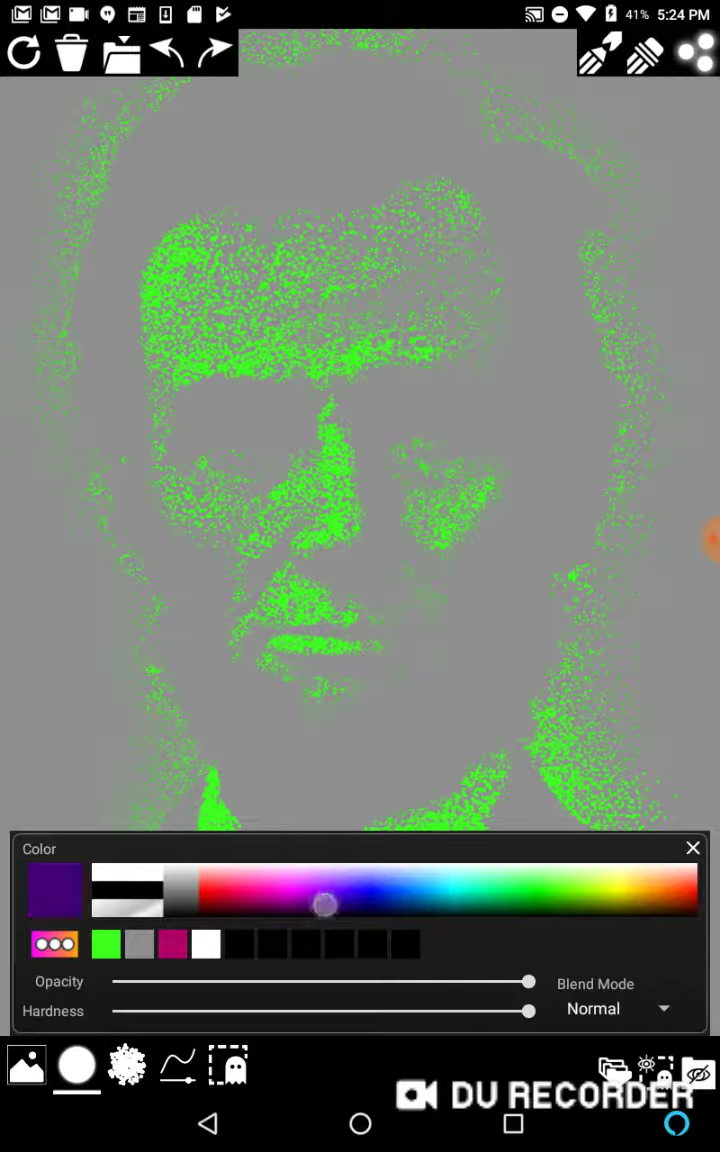 41% 5:24 PM
Color
Opacity
Blend Mode
Hardness
Normal
DU RECORDER